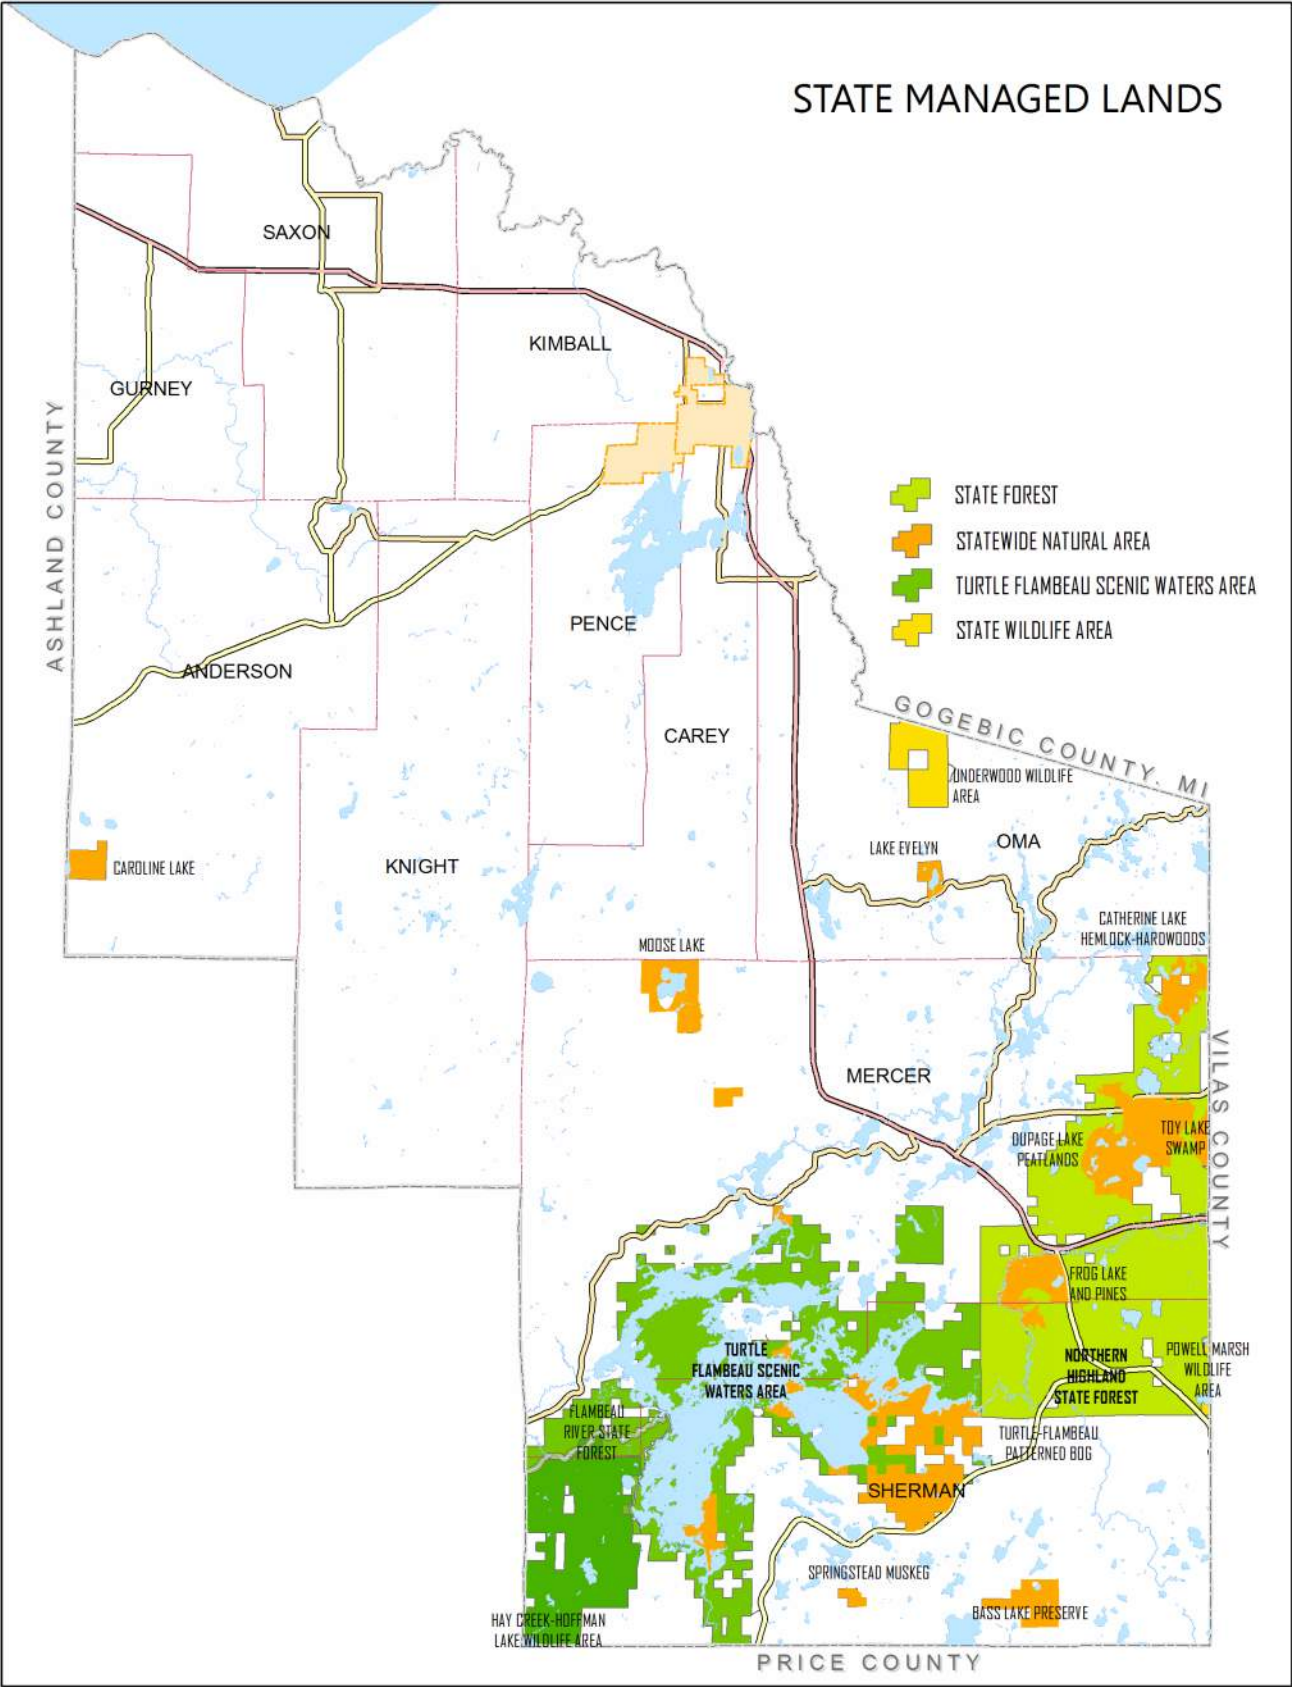 STATE MANAGED LANDS
SAXON
KIMBALL
GURNEY
ASHLAND COUNTY
STATE FOREST
STATEWIDE NATURAL AREA
TURTLE FLAMBEAU SCENIC WATERS AREA
STATE WILDLIFE AREA
PENCE
ANDERSON
CAREY
GOGEBIC COUNTY, MI
UNDERWOOD WILDLIFE
AREA
OMA
LAKE EVELYN
KNIGHT
CAROLINE LAKE
CATHERINE LAKE
HEMLOCK-HARDWOODS
MOOSE LAKE
MERCER
VILAS COUNTY
DUPAGE LAKE
PEATLANDS
TOY LAKE
SWAMP
FROG LAKE
AND PINES
TURTLE
FLAMBEAU SCENIC
WATERS AREA
NORTHERN
HIGHLAND
STATE FOREST
POWELL MARSH
WILDLIFE
AREA
FLAMBEAU
RIVER STATE
FOREST
TURTLE-FLAMBEAU
PATTERNED BOG
SHERMAN
SPRINGSTEAD MUSKEG
BASS LAKE PRESERVE
HAY CREEK-HOFFMAN
LAKE WILDLIFE AREA
PRICE COUNTY